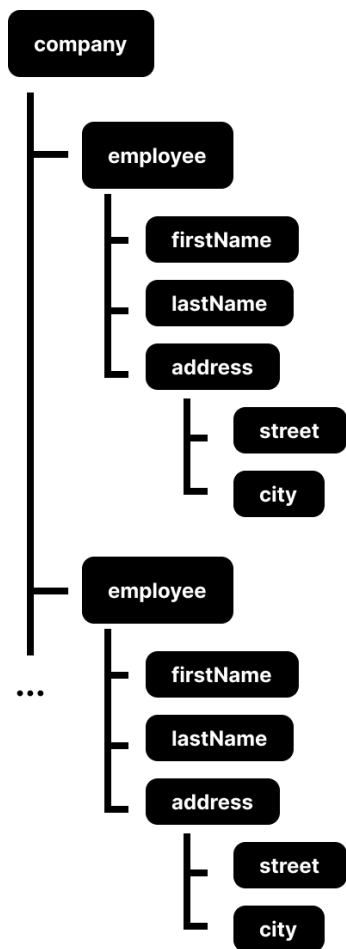 company
employee
firstName
lastName
address
street
city
employee
...
firstName
lastName
address
street
city